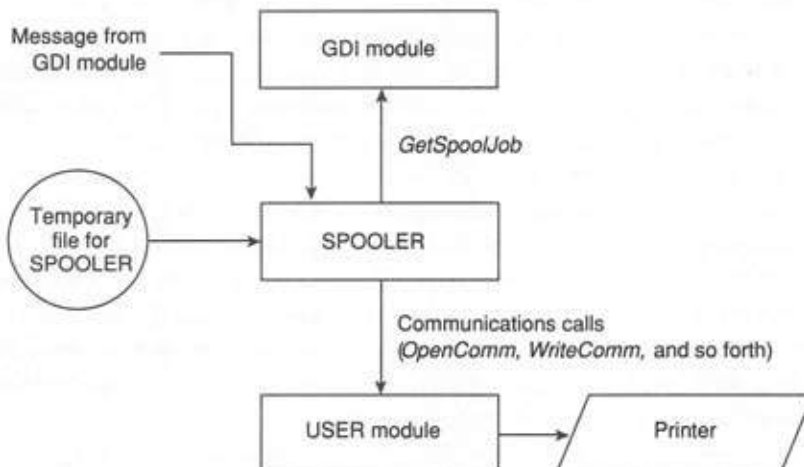 Message from
GDI module
GDI module
GetSpoolJob
Temporary
file for
SPOOLER
SPOOLER
Communications calls
(OpenComm, WriteComm, and so forth)
USER module
Printer